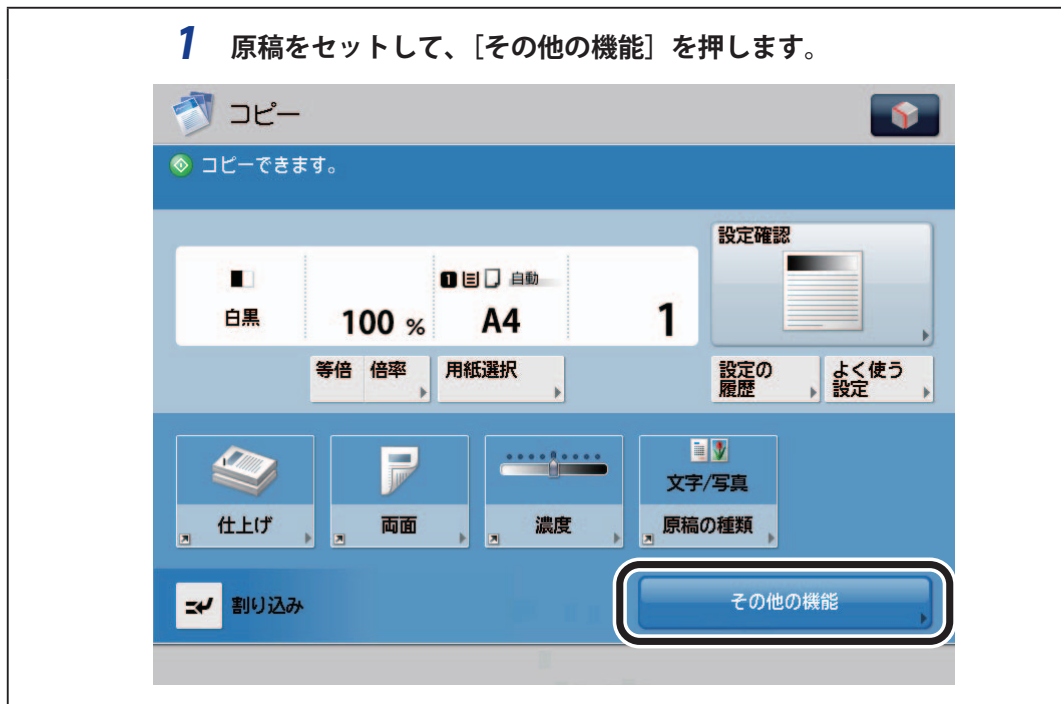 1 原稿をセットして、[その他の機能]を押します。
コピー
コピーできます。
設定確認
1 自動
白黒 100 % A4 1
等倍 倍率 用紙選択
設定の履歴
よく使う設定
文字/写真
仕上げ 両面 濃度 原稿の種類
割り込み
その他の機能